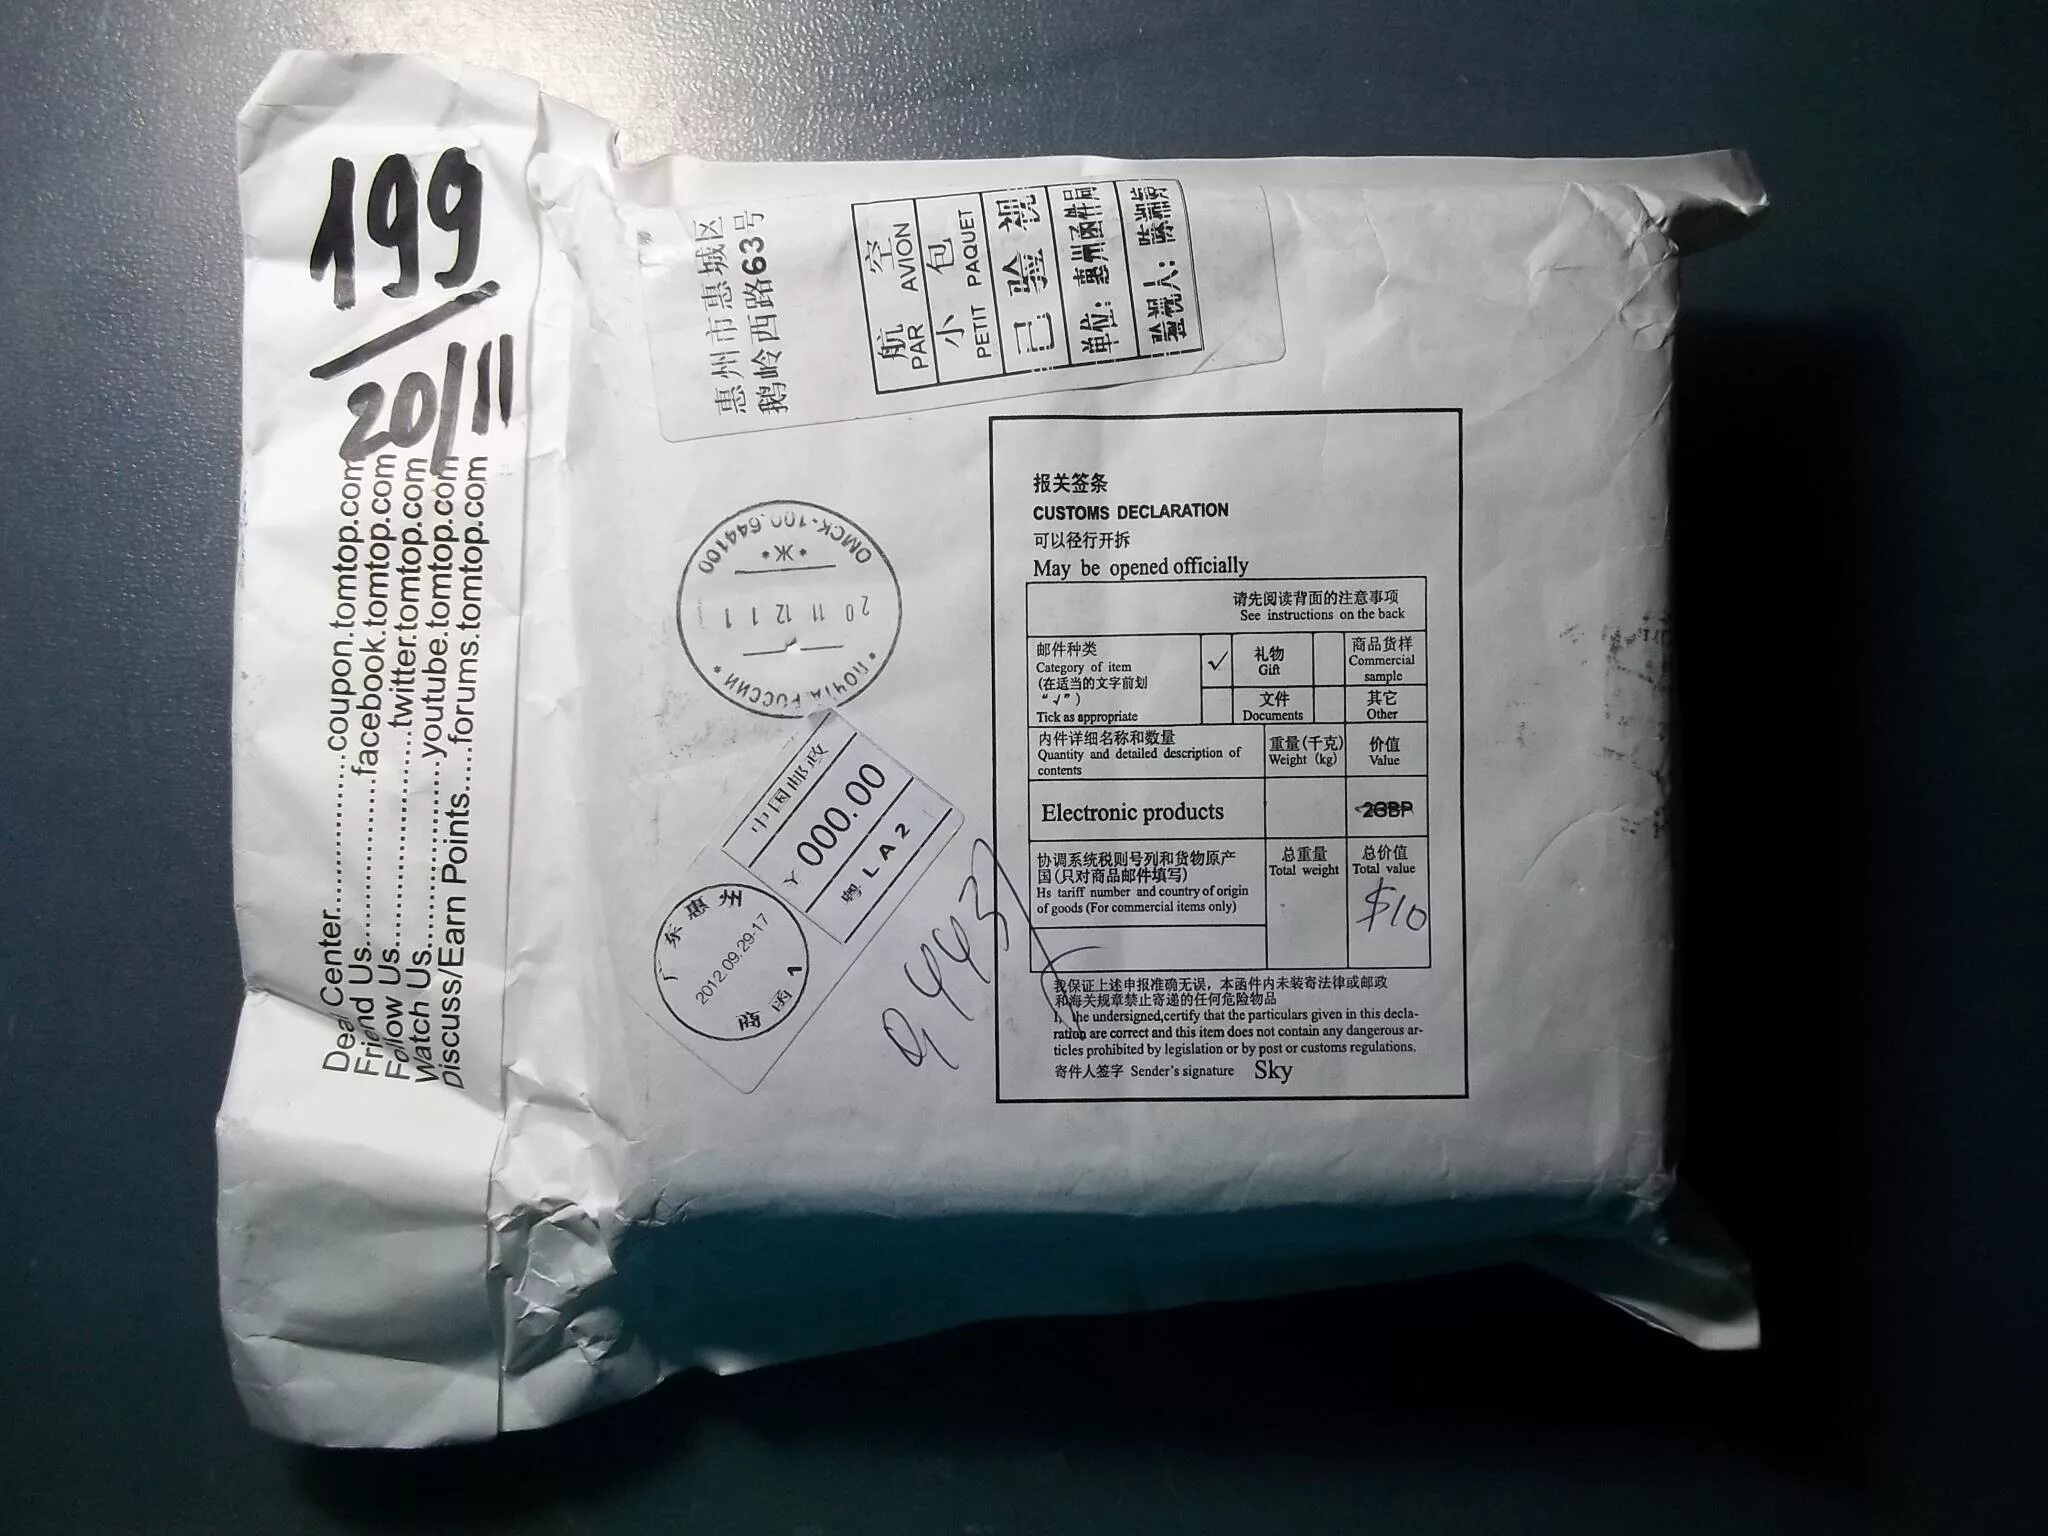 199
20/11
Deal Center...............coupon.tomtop.com
Friend Us..................facebook.tomtop.com
Follow Us.....................twitter.tomtop.com
Watch Us...................youtube.tomtop.com
Discuss/Earn Points.....forums.tomtop.com
惠州市惠城区
鹅岭西路63号
航 空
PAR AVION
小 包
PETIT PAQUET
已 验 视
单位：惠州函件局
验视人：
ОМСК-100.644100
* Ж *
20 11 12 11
* ПОЧТА РОССИИ *
中国邮政
Y 000.00
粤 LA2
广东惠州
2012.09.29-17
商函 1
0,443
报关签条
CUSTOMS DECLARATION
可以径行开拆
May be opened officially
请先阅读背面的注意事项
See instructions on the back
邮件种类
Category of item
(在适当的文字前划
“√”)
Tick as appropriate
√
礼物
Gift
商品货样
Commercial
sample
文件
Documents
其它
Other
内件详细名称和数量
Quantity and detailed description of
contents
重量(千克)
Weight (kg)
价值
Value
Electronic products
2GBP
协调系统税则号列和货物原产
国(只对商品邮件填写)
Hs tariff number and country of origin
of goods (For commercial items only)
总重量
Total weight
总价值
Total value
$10
我保证上述申报准确无误，本函件内未装寄法律或邮政
和海关规章禁止寄递的任何危险物品
I, the undersigned,certify that the particulars given in this decla-
ration are correct and this item does not contain any dangerous ar-
ticles prohibited by legislation or by post or customs regulations.
寄件人签字 Sender's signature Sky